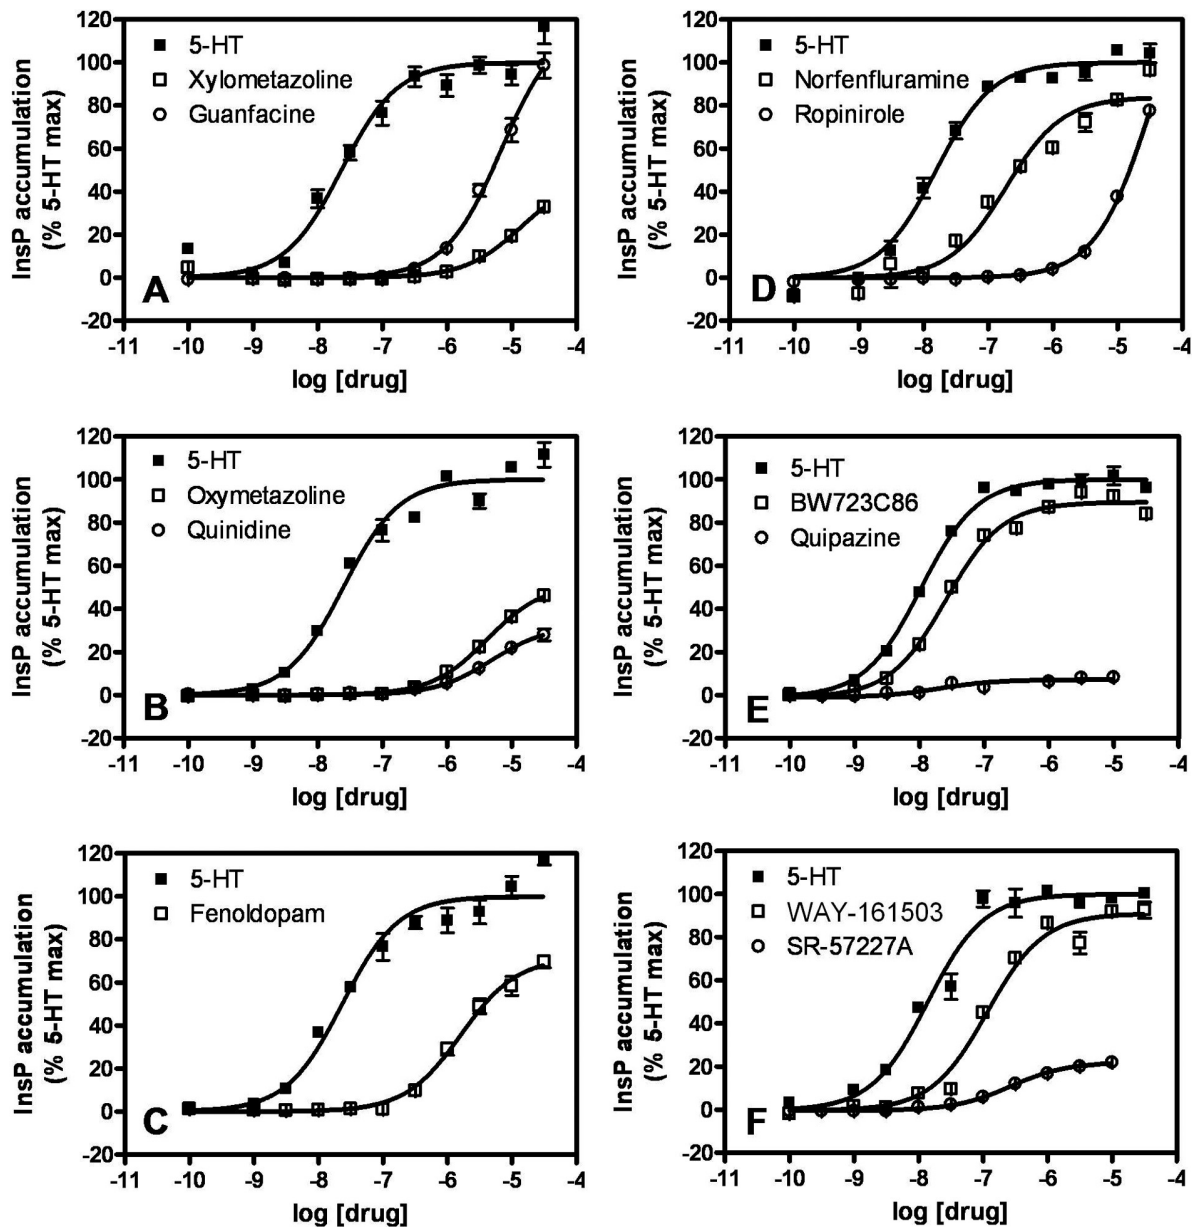 120
100
80
60
40
20
0
-20
InsP accumulation
(% 5-HT max)
5-HT
Xylometazoline
Guanfacine
A
-11 -10 -9 -8 -7 -6 -5 -4
log [drug]
120
100
80
60
40
20
0
-20
InsP accumulation
(% 5-HT max)
5-HT
Norfenfluramine
Ropinirole
D
-11 -10 -9 -8 -7 -6 -5 -4
log [drug]
120
100
80
60
40
20
0
-20
InsP accumulation
(% 5-HT max)
5-HT
Oxymetazoline
Quinidine
B
-11 -10 -9 -8 -7 -6 -5 -4
log [drug]
120
100
80
60
40
20
0
-20
InsP accumulation
(% 5-HT max)
5-HT
BW723C86
Quipazine
E
-11 -10 -9 -8 -7 -6 -5 -4
log [drug]
120
100
80
60
40
20
0
-20
InsP accumulation
(% 5-HT max)
5-HT
Fenoldopam
C
-11 -10 -9 -8 -7 -6 -5 -4
log [drug]
120
100
80
60
40
20
0
-20
InsP accumulation
(% 5-HT max)
5-HT
WAY-161503
SR-57227A
F
-11 -10 -9 -8 -7 -6 -5 -4
log [drug]